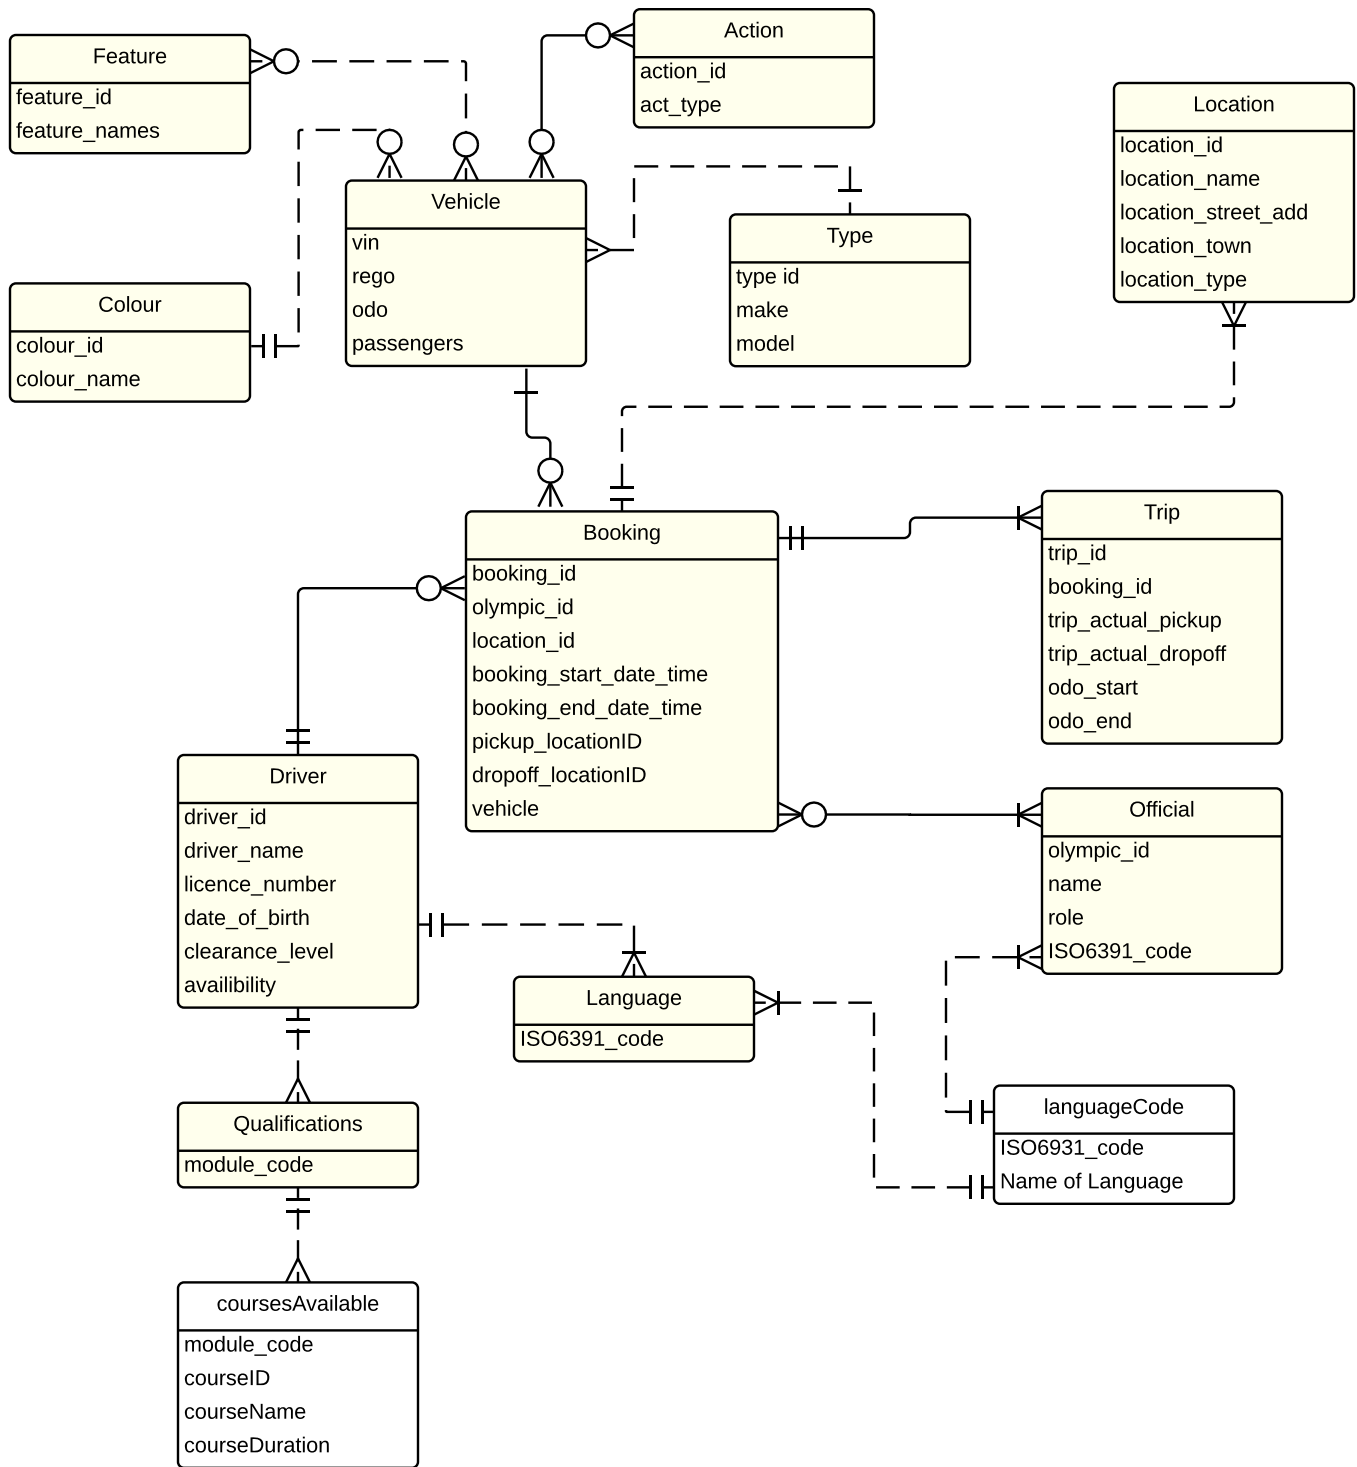 Feature
feature_id
feature_names
Action
action_id
act_type
Location
location_id
location_name
location_street_add
location_town
location_type
Vehicle
vin
rego
odo
passengers
Type
type id
make
model
Colour
colour_id
colour_name
Booking
booking_id
olympic_id
location_id
booking_start_date_time
booking_end_date_time
pickup_locationID
dropoff_locationID
vehicle
Trip
trip_id
booking_id
trip_actual_pickup
trip_actual_dropoff
odo_start
odo_end
Driver
driver_id
driver_name
licence_number
date_of_birth
clearance_level
availibility
Official
olympic_id
name
role
ISO6391_code
Language
ISO6391_code
languageCode
ISO6931_code
Name of Language
Qualifications
module_code
coursesAvailable
module_code
courseID
courseName
courseDuration